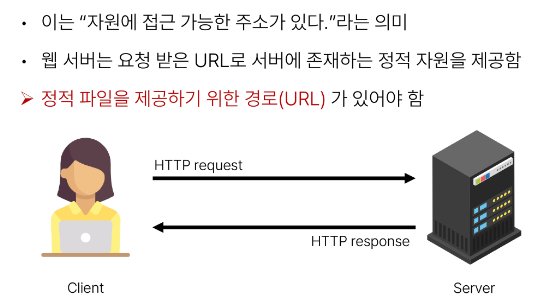 • 이는 “자원에 접근 가능한 주소가 있다.”라는 의미
• 웹 서버는 요청 받은 URL로 서버에 존재하는 정적 자원을 제공함
➢ 정적 파일을 제공하기 위한 경로(URL) 가 있어야 함
HTTP request
HTTP response
Client
Server